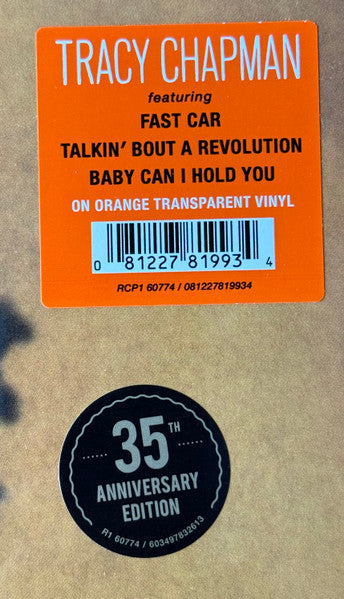 TRACY CHAPMAN
featuring
FAST CAR
TALKIN' BOUT A REVOLUTION
BABY CAN I HOLD YOU
ON ORANGE TRANSPARENT VINYL
0 81227 81993 4
RCP1 60774 / 081227819934
35TH
ANNIVERSARY
EDITION
R1 60774 / 603497832613